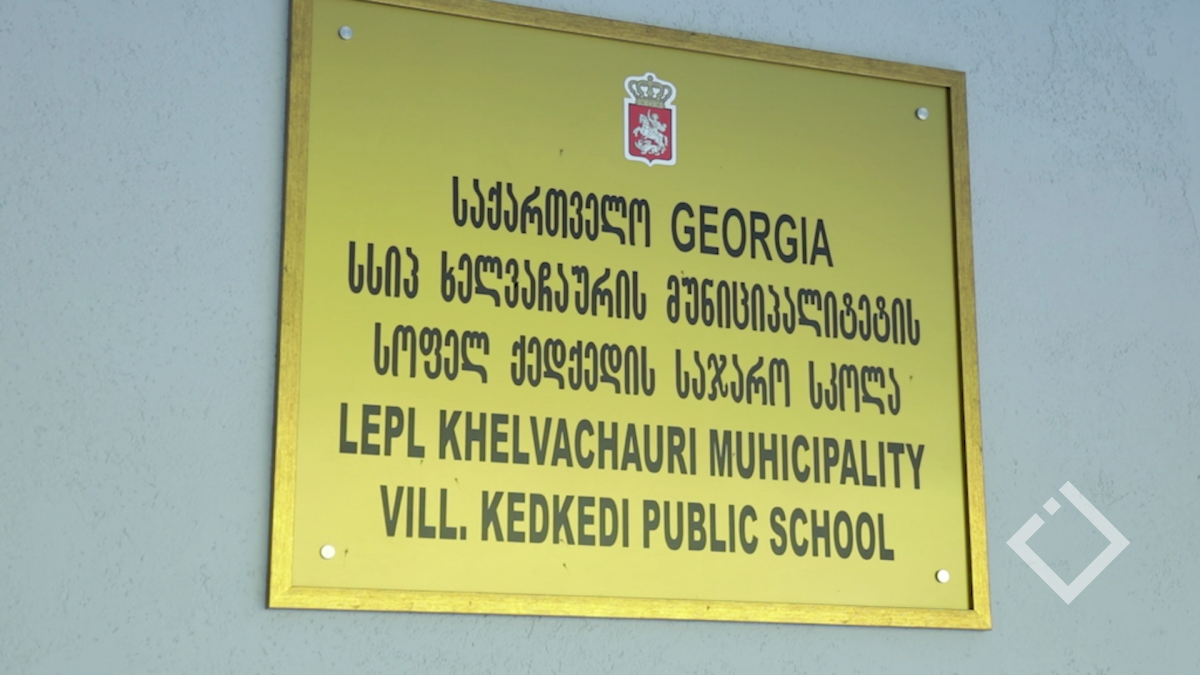 საქართველო GEORGIA
სსიპ ხელვაჩაურის მუნიციპალიტეტის
სოფელ ქედქედის საჯარო სკოლა
LEPL KHELVACHAURI MUHICIPALITY
VILL. KEDKEDI PUBLIC SCHOOL